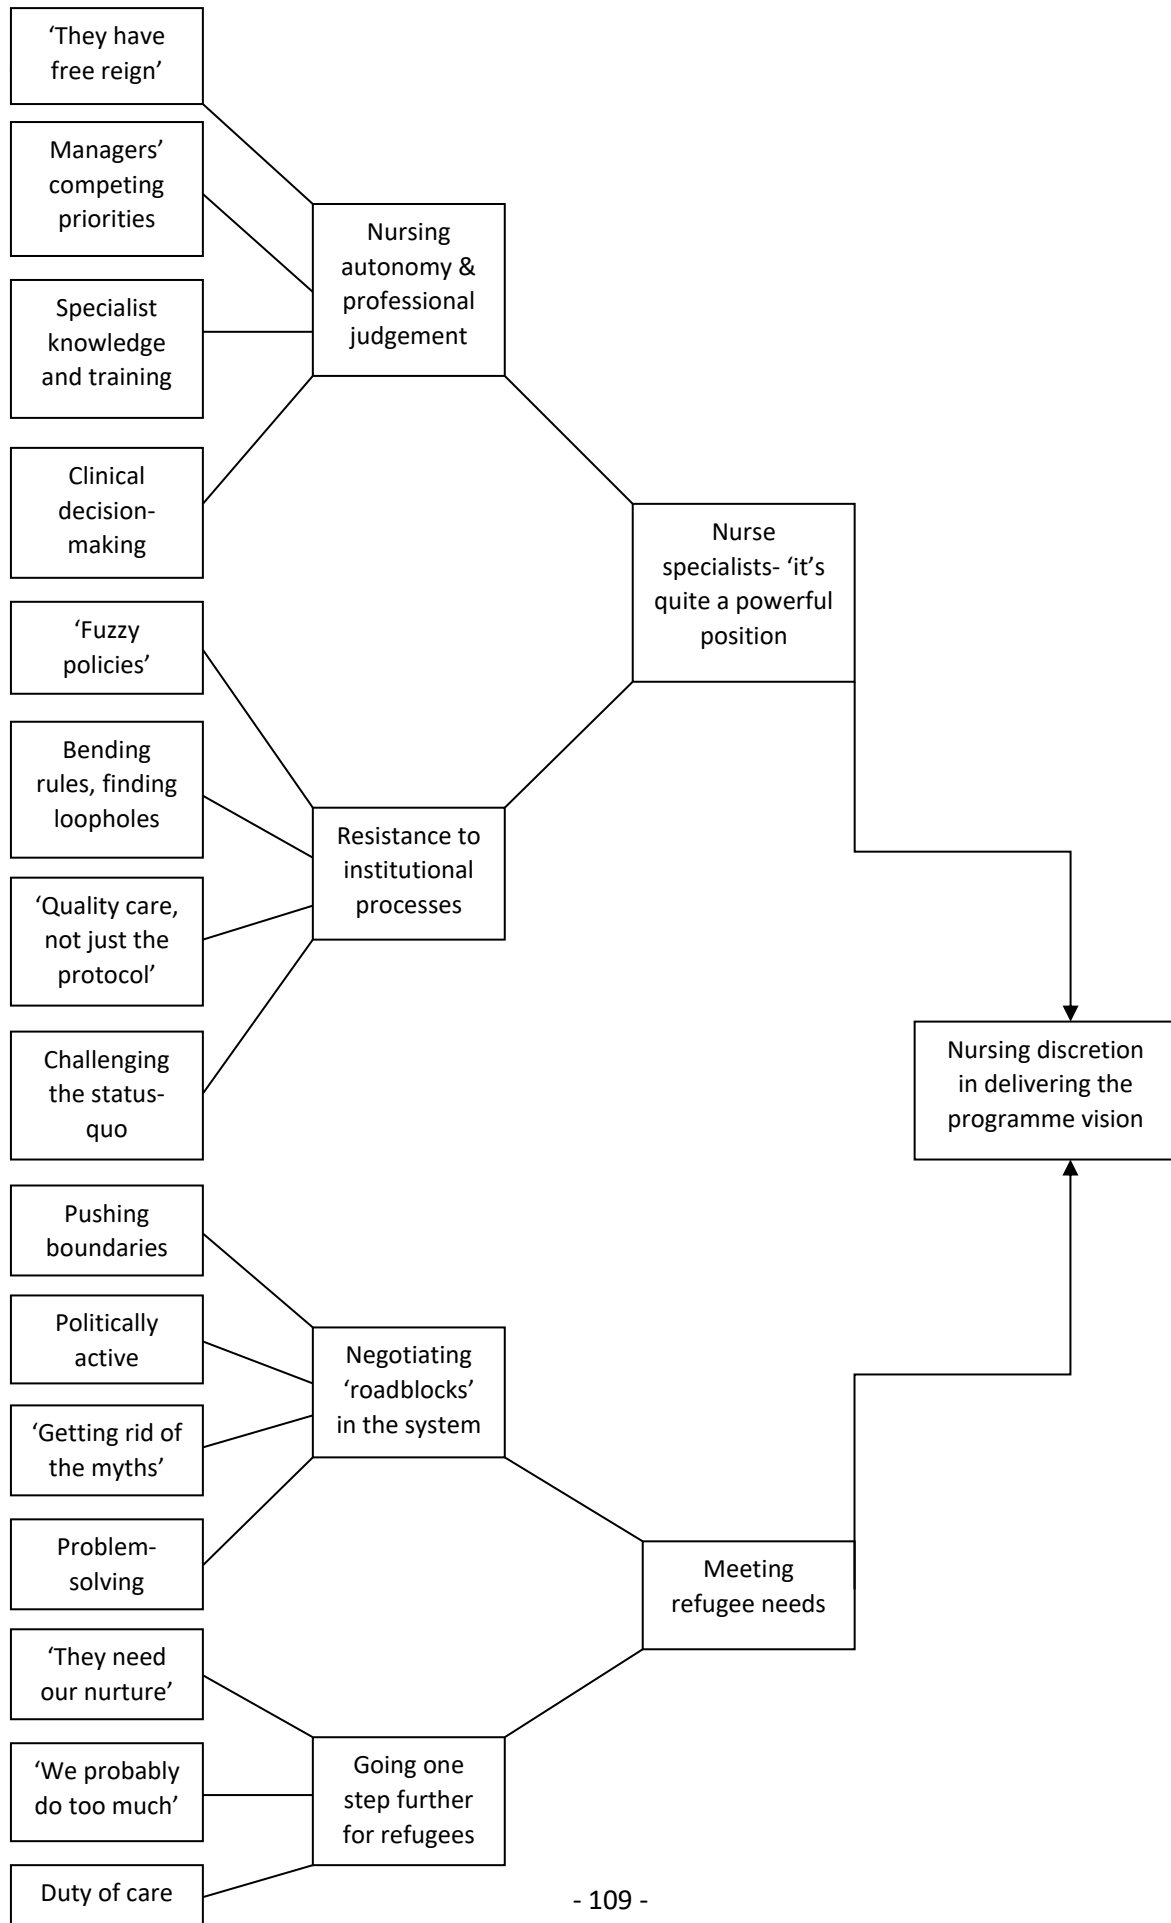 ‘They have
free reign’
Managers’
competing
priorities
Specialist
knowledge
and training
Clinical
decision-
making
‘Fuzzy
policies’
Bending
rules, finding
loopholes
‘Quality care,
not just the
protocol’
Challenging
the status-
quo
Pushing
boundaries
Politically
active
‘Getting rid of
the myths’
Problem-
solving
‘They need
our nurture’
‘We probably
do too much’
Duty of care
Nursing
autonomy &
professional
judgement
Resistance to
institutional
processes
Negotiating
‘roadblocks’
in the system
Going one
step further
for refugees
Nurse
specialists- ‘it’s
quite a powerful
position
Meeting
refugee needs
Nursing discretion
in delivering the
programme vision
- 109 -